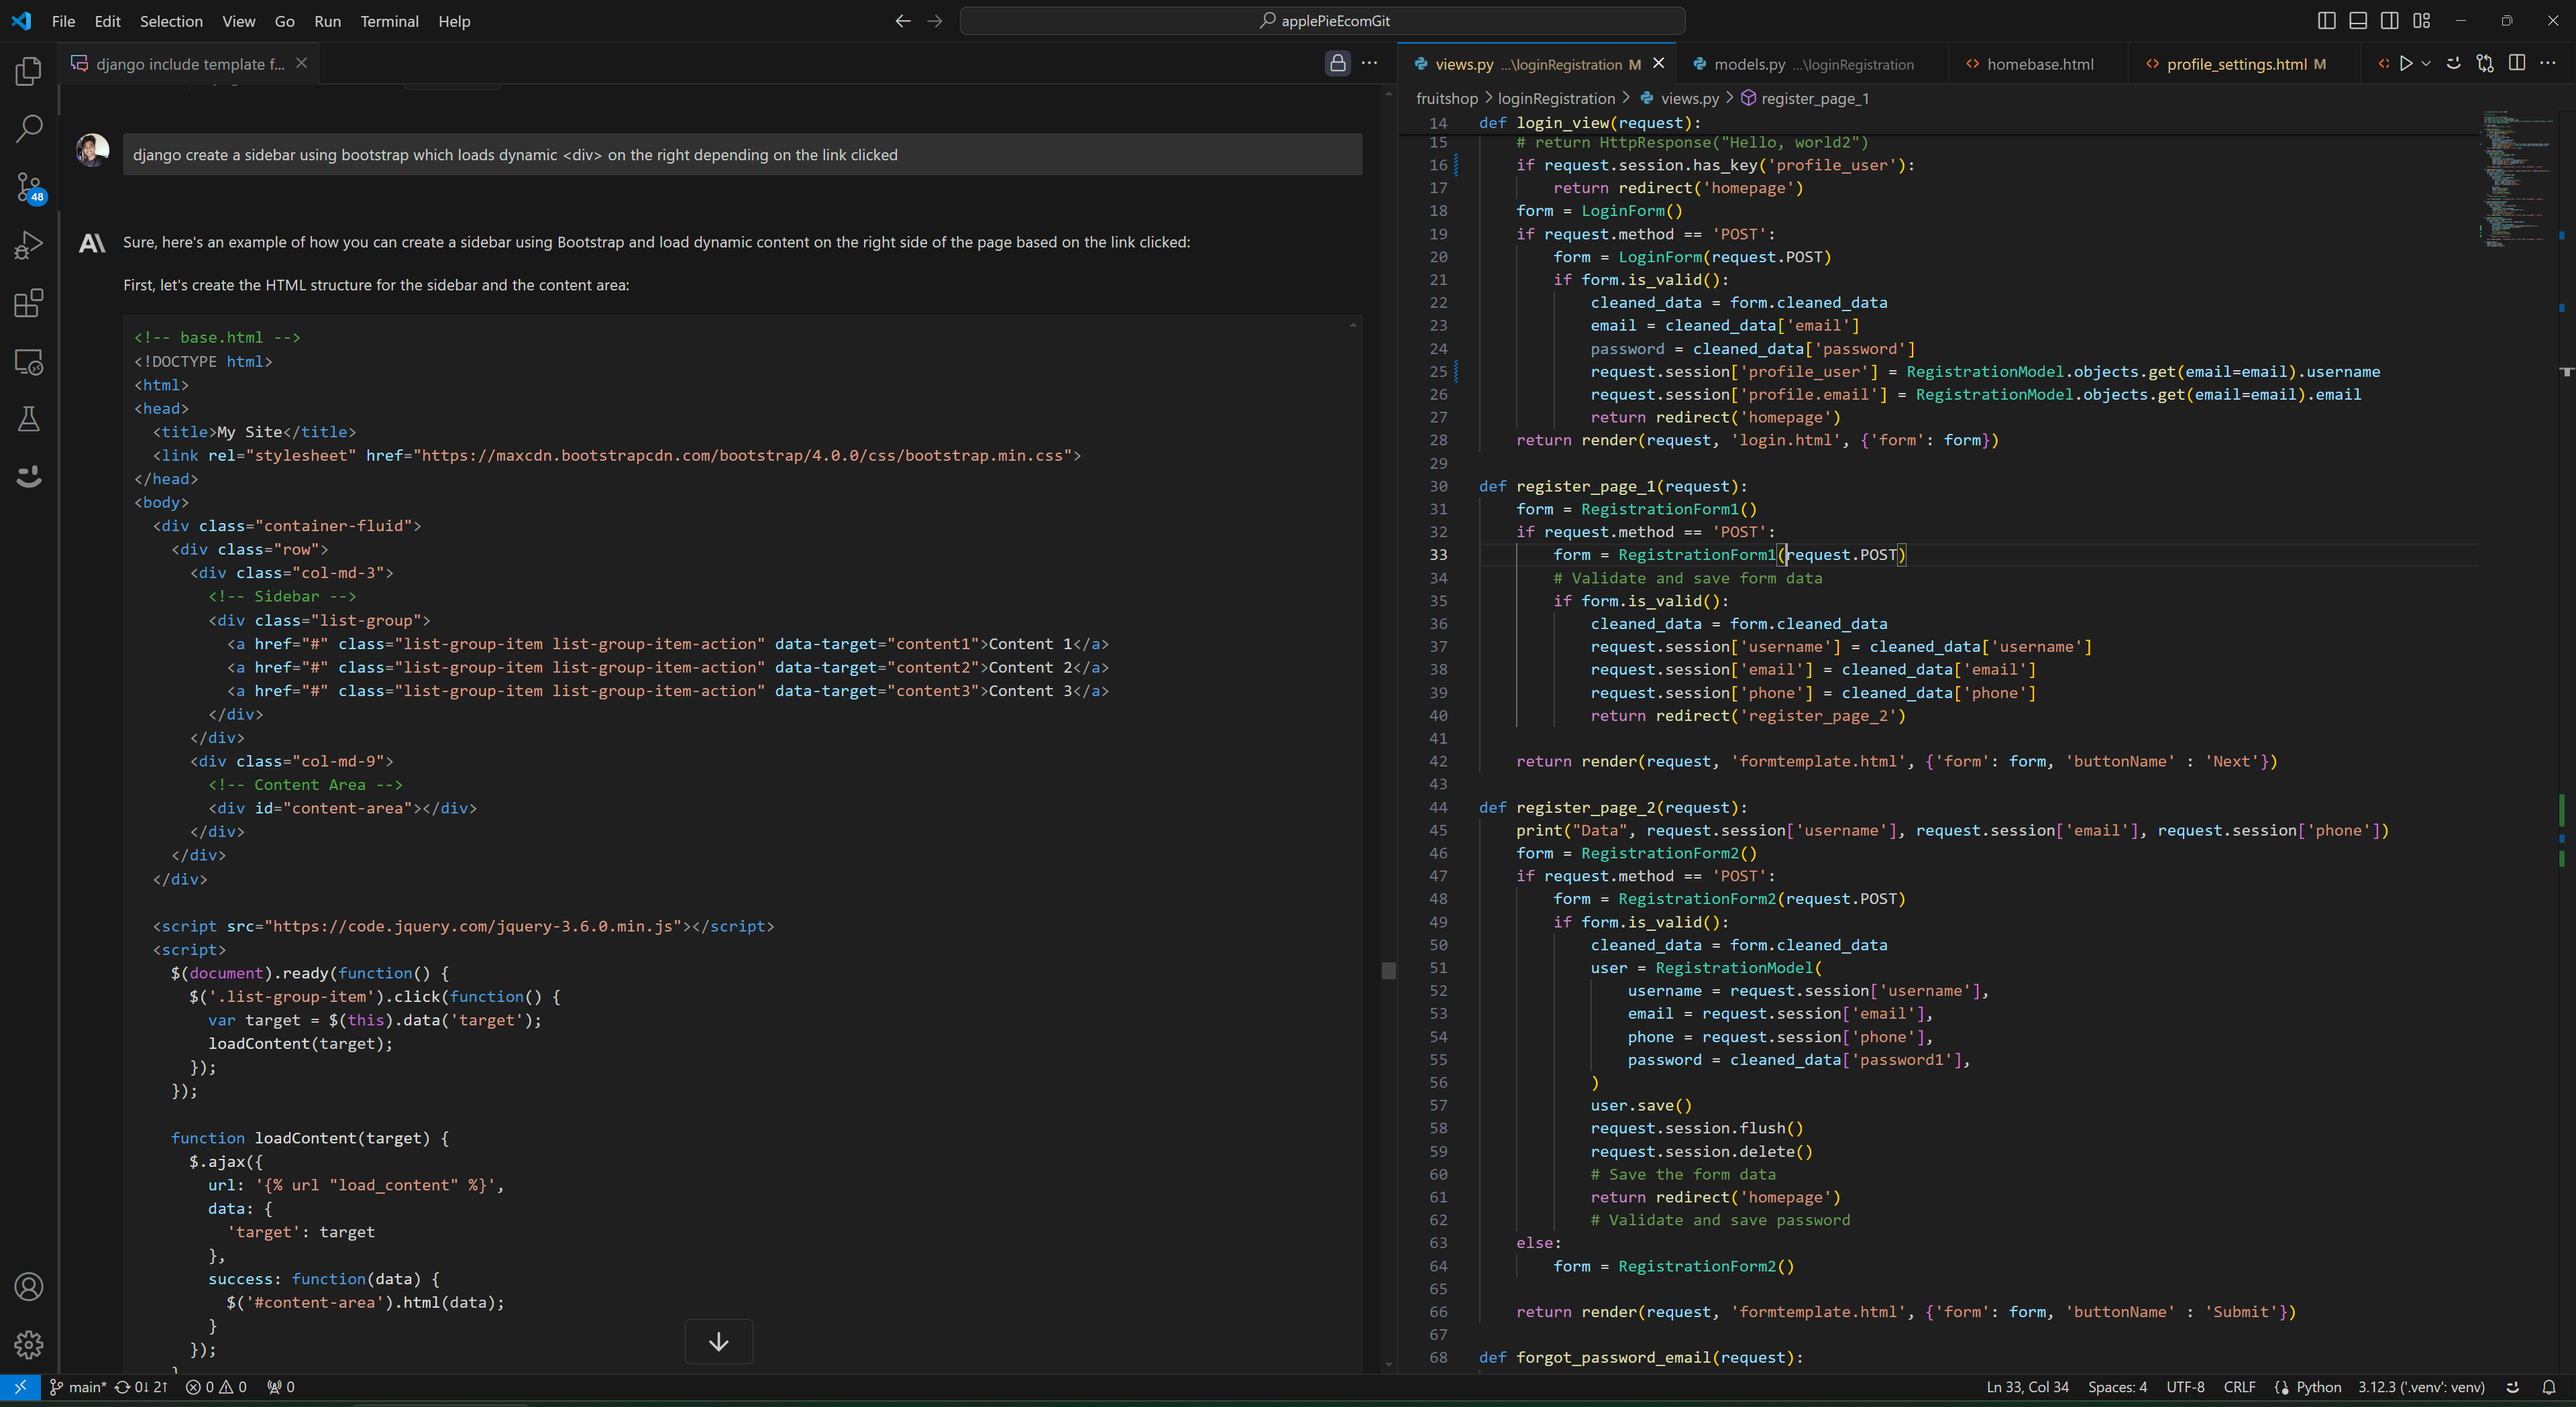 File Edit Selection View Go Run Terminal Help
applePieEcomGit
django include template f...
django create a sidebar using bootstrap which loads dynamic <div> on the right depending on the link clicked
Sure, here's an example of how you can create a sidebar using Bootstrap and load dynamic content on the right side of the page based on the link clicked:
First, let's create the HTML structure for the sidebar and the content area:
<!-- base.html -->
<!DOCTYPE html>
<html>
<head>
  <title>My Site</title>
  <link rel="stylesheet" href="https://maxcdn.bootstrapcdn.com/bootstrap/4.0.0/css/bootstrap.min.css">
</head>
<body>
  <div class="container-fluid">
    <div class="row">
      <div class="col-md-3">
        <!-- Sidebar -->
        <div class="list-group">
          <a href="#" class="list-group-item list-group-item-action" data-target="content1">Content 1</a>
          <a href="#" class="list-group-item list-group-item-action" data-target="content2">Content 2</a>
          <a href="#" class="list-group-item list-group-item-action" data-target="content3">Content 3</a>
        </div>
      </div>
      <div class="col-md-9">
        <!-- Content Area -->
        <div id="content-area"></div>
      </div>
    </div>
  </div>
  <script src="https://code.jquery.com/jquery-3.6.0.min.js"></script>
  <script>
    $(document).ready(function() {
      $('.list-group-item').click(function() {
        var target = $(this).data('target');
        loadContent(target);
      });
    });
    function loadContent(target) {
      $.ajax({
        url: '{% url "load_content" %}',
        data: {
          'target': target
        },
        success: function(data) {
          $('#content-area').html(data);
        }
      });
views.py ...\loginRegistration M
models.py ...\loginRegistration
homebase.html
profile_settings.html M
fruitshop > loginRegistration > views.py > register_page_1
14 def login_view(request):
15     # return HttpResponse("Hello, world2")
16     if request.session.has_key('profile_user'):
17         return redirect('homepage')
18     form = LoginForm()
19     if request.method == 'POST':
20         form = LoginForm(request.POST)
21         if form.is_valid():
22             cleaned_data = form.cleaned_data
23             email = cleaned_data['email']
24             password = cleaned_data['password']
25             request.session['profile_user'] = RegistrationModel.objects.get(email=email).username
26             request.session['profile.email'] = RegistrationModel.objects.get(email=email).email
27             return redirect('homepage')
28     return render(request, 'login.html', {'form': form})
29
30 def register_page_1(request):
31     form = RegistrationForm1()
32     if request.method == 'POST':
33         form = RegistrationForm1(request.POST)
34         # Validate and save form data
35         if form.is_valid():
36             cleaned_data = form.cleaned_data
37             request.session['username'] = cleaned_data['username']
38             request.session['email'] = cleaned_data['email']
39             request.session['phone'] = cleaned_data['phone']
40             return redirect('register_page_2')
41
42     return render(request, 'formtemplate.html', {'form': form, 'buttonName' : 'Next'})
43
44 def register_page_2(request):
45     print("Data", request.session['username'], request.session['email'], request.session['phone'])
46     form = RegistrationForm2()
47     if request.method == 'POST':
48         form = RegistrationForm2(request.POST)
49         if form.is_valid():
50             cleaned_data = form.cleaned_data
51             user = RegistrationModel(
52                 username = request.session['username'],
53                 email = request.session['email'],
54                 phone = request.session['phone'],
55                 password = cleaned_data['password1'],
56             )
57             user.save()
58             request.session.flush()
59             request.session.delete()
60             # Save the form data
61             return redirect('homepage')
62             # Validate and save password
63     else:
64         form = RegistrationForm2()
65
66     return render(request, 'formtemplate.html', {'form': form, 'buttonName' : 'Submit'})
67
68 def forgot_password_email(request):
48
main* 0↓ 2↑ 0 0 0
Ln 33, Col 34 Spaces: 4 UTF-8 CRLF Python 3.12.3 ('.venv': venv)